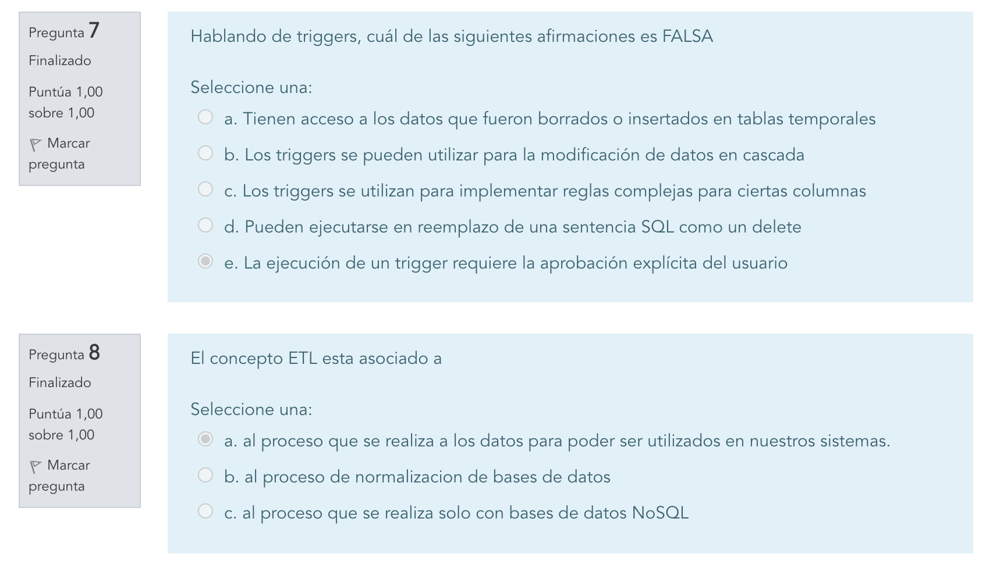 Pregunta 7
Finalizado
Puntúa 1,00
sobre 1,00
Marcar
pregunta
Hablando de triggers, cuál de las siguientes afirmaciones es FALSA
Seleccione una:
a. Tienen acceso a los datos que fueron borrados o insertados en tablas temporales
b. Los triggers se pueden utilizar para la modificación de datos en cascada
c. Los triggers se utilizan para implementar reglas complejas para ciertas columnas
d. Pueden ejecutarse en reemplazo de una sentencia SQL como un delete
e. La ejecución de un trigger requiere la aprobación explícita del usuario
Pregunta 8
Finalizado
Puntúa 1,00
sobre 1,00
Marcar
pregunta
El concepto ETL esta asociado a
Seleccione una:
a. al proceso que se realiza a los datos para poder ser utilizados en nuestros sistemas.
b. al proceso de normalizacion de bases de datos
c. al proceso que se realiza solo con bases de datos NoSQL